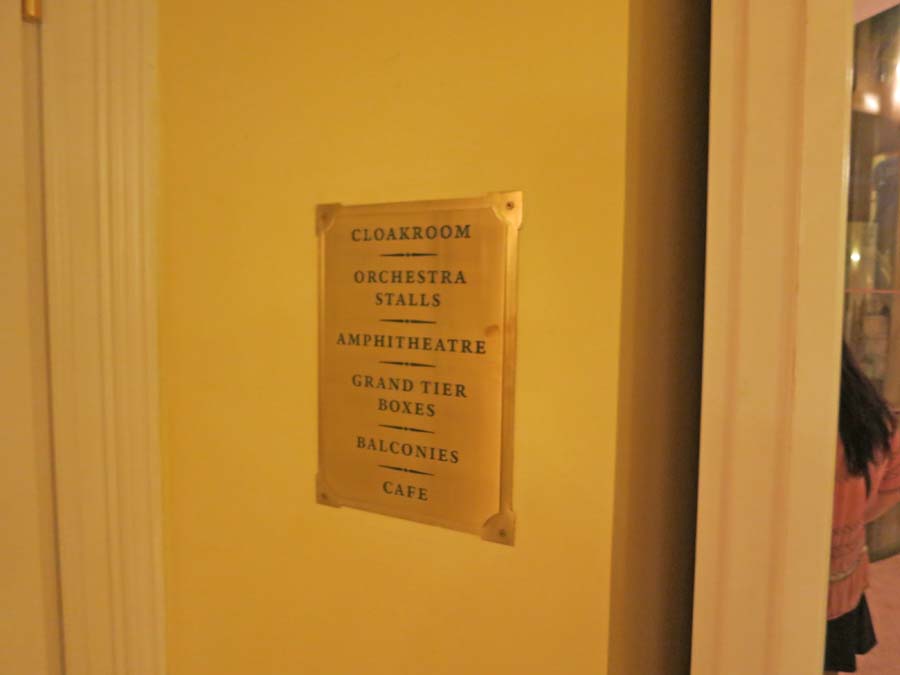 CLOAKROOM
ORCHESTRA
STALLS
AMPHITHEATRE
GRAND TIER
BOXES
BALCONIES
CAFE